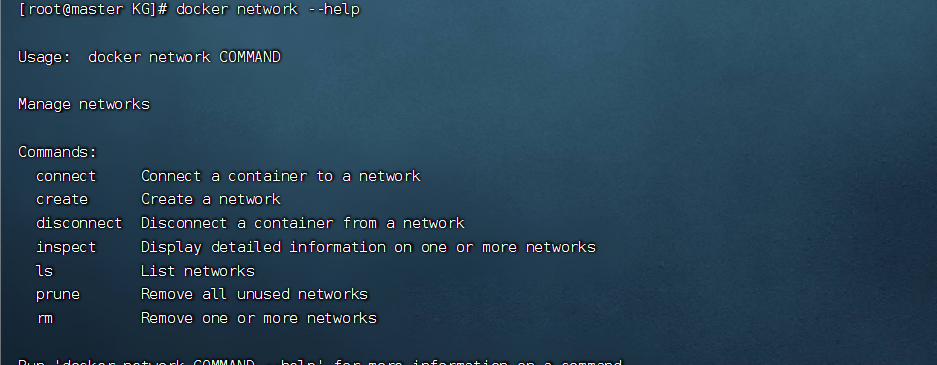 [root@master KG]# docker network --help
Usage:  docker network COMMAND
Manage networks
Commands:
connect     Connect a container to a network
create      Create a network
disconnect  Disconnect a container from a network
inspect     Display detailed information on one or more networks
ls          List networks
prune       Remove all unused networks
rm          Remove one or more networks
Run 'docker network COMMAND --help' for more information on a command.